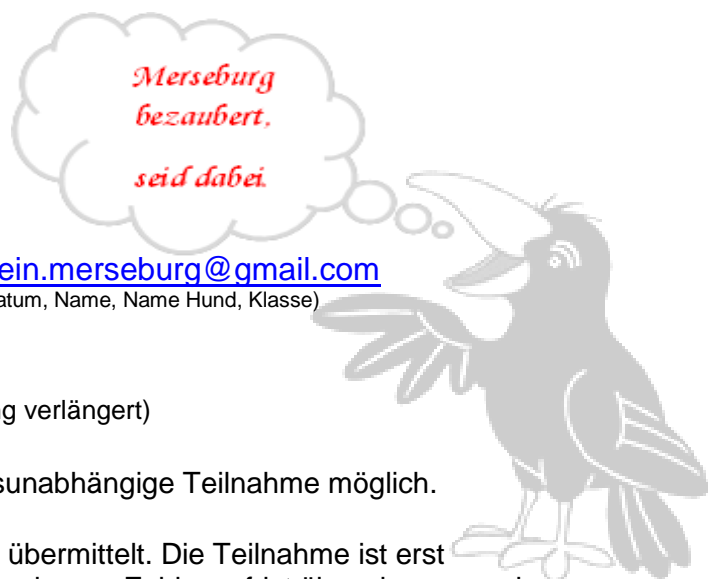 Merseburg
bezaubert,
seid dabei.
ein.merseburg@gmail.com
atum, Name, Name Hund, Klasse)
g verlängert)
sunabhängige Teilnahme möglich.
übermittelt. Die Teilnahme ist erst